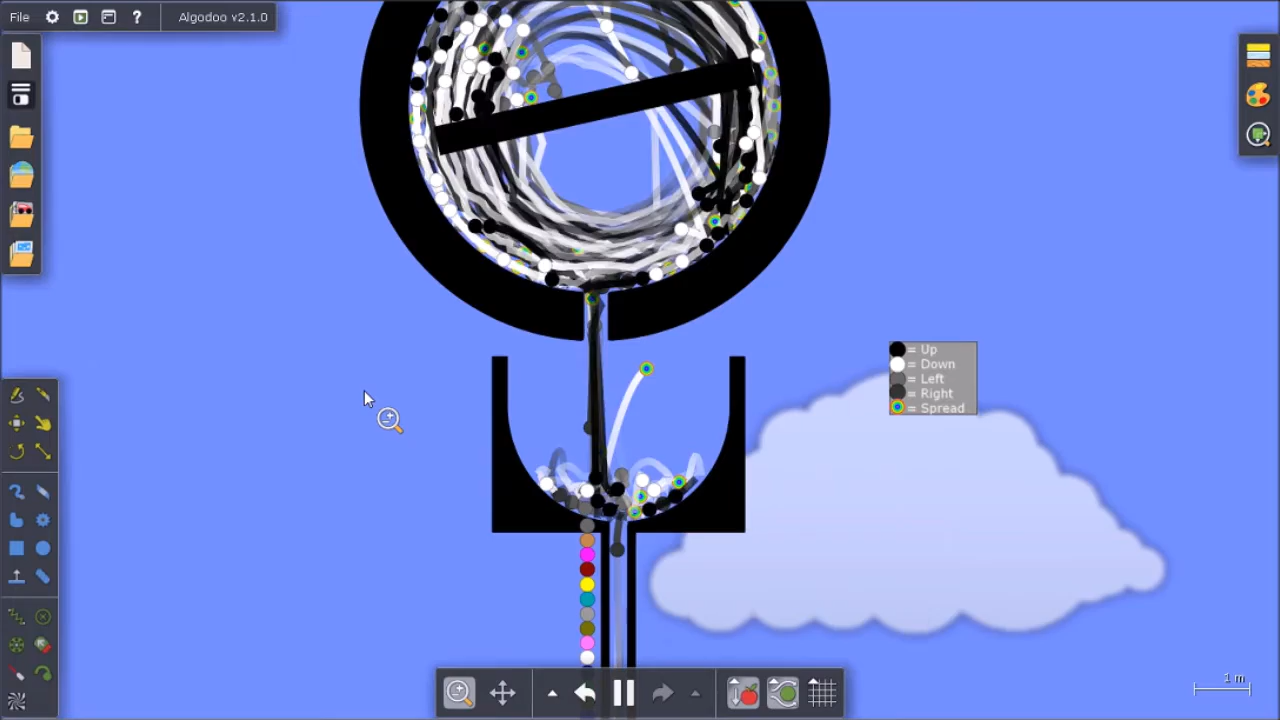 File ? Algodoo v2.1.0
= Up
= Down
= Left
= Right
= Spread
1 m